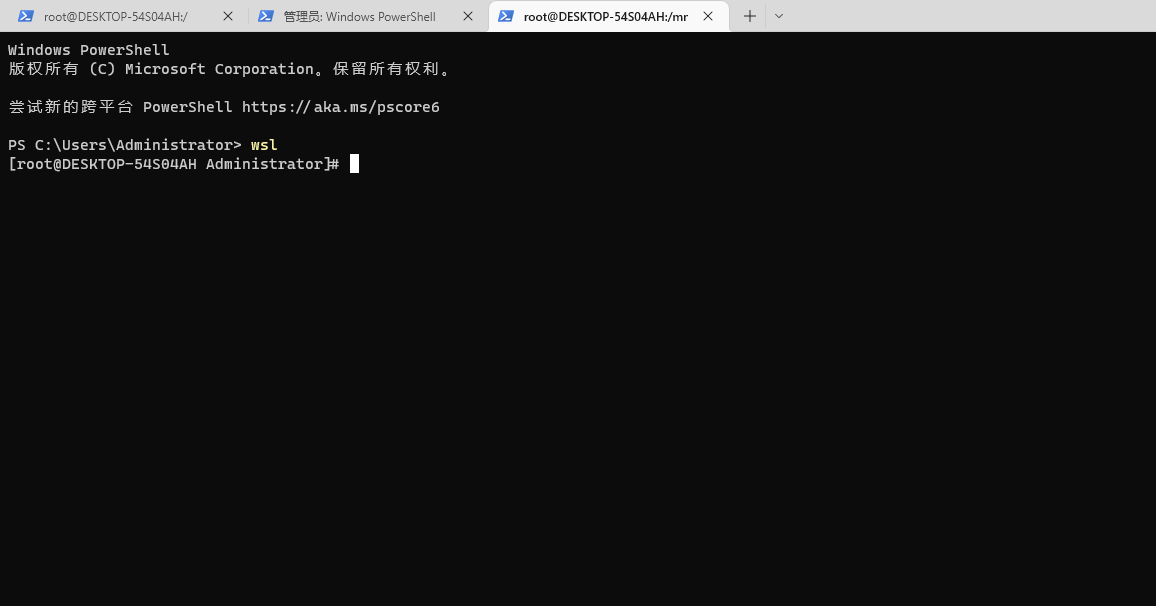 root@DESKTOP-54S04AH:/
管理员: Windows PowerShell
root@DESKTOP-54S04AH:/mr
Windows PowerShell
版权所有 (C) Microsoft Corporation。保留所有权利。
尝试新的跨平台 PowerShell https://aka.ms/pscore6
PS C:\Users\Administrator> wsl
[root@DESKTOP-54S04AH Administrator]#